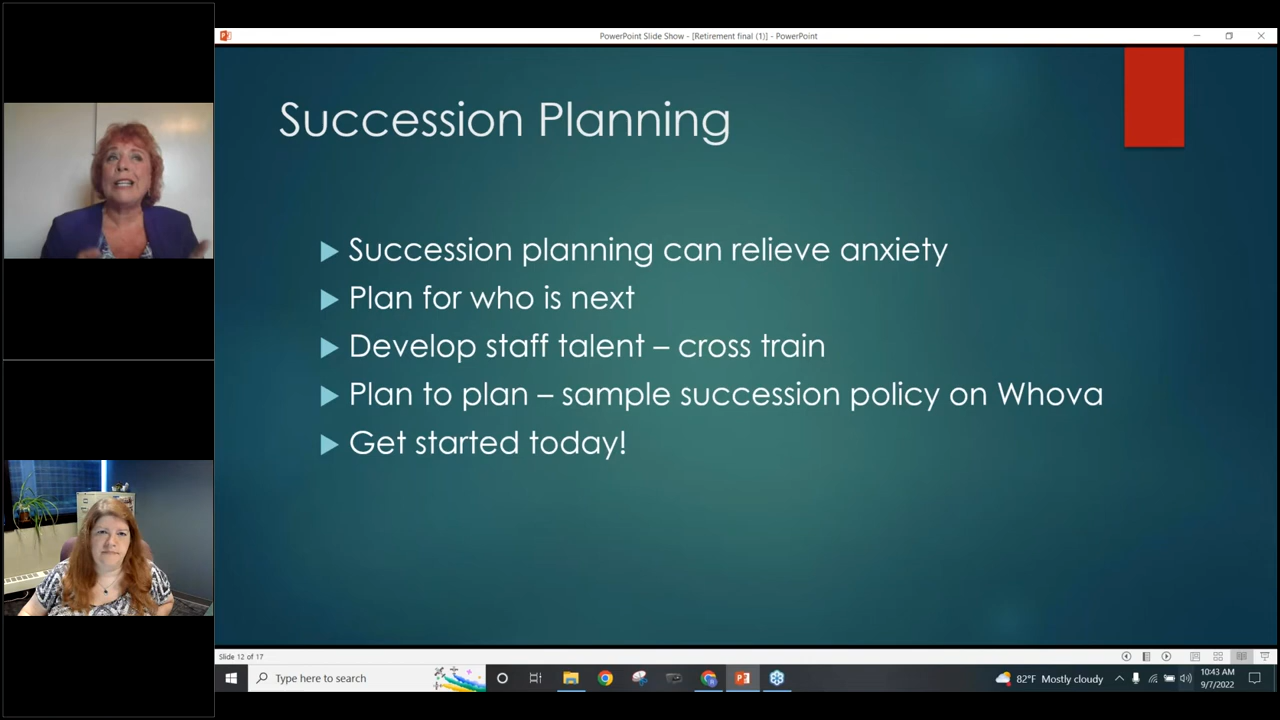 PowerPoint Slide Show - [Retirement final (1)] - PowerPoint
Succession Planning
Succession planning can relieve anxiety
Plan for who is next
Develop staff talent – cross train
Plan to plan – sample succession policy on Whova
Get started today!
Slide 12 of 17
Type here to search
82°F Mostly cloudy
10:43 AM
9/7/2022